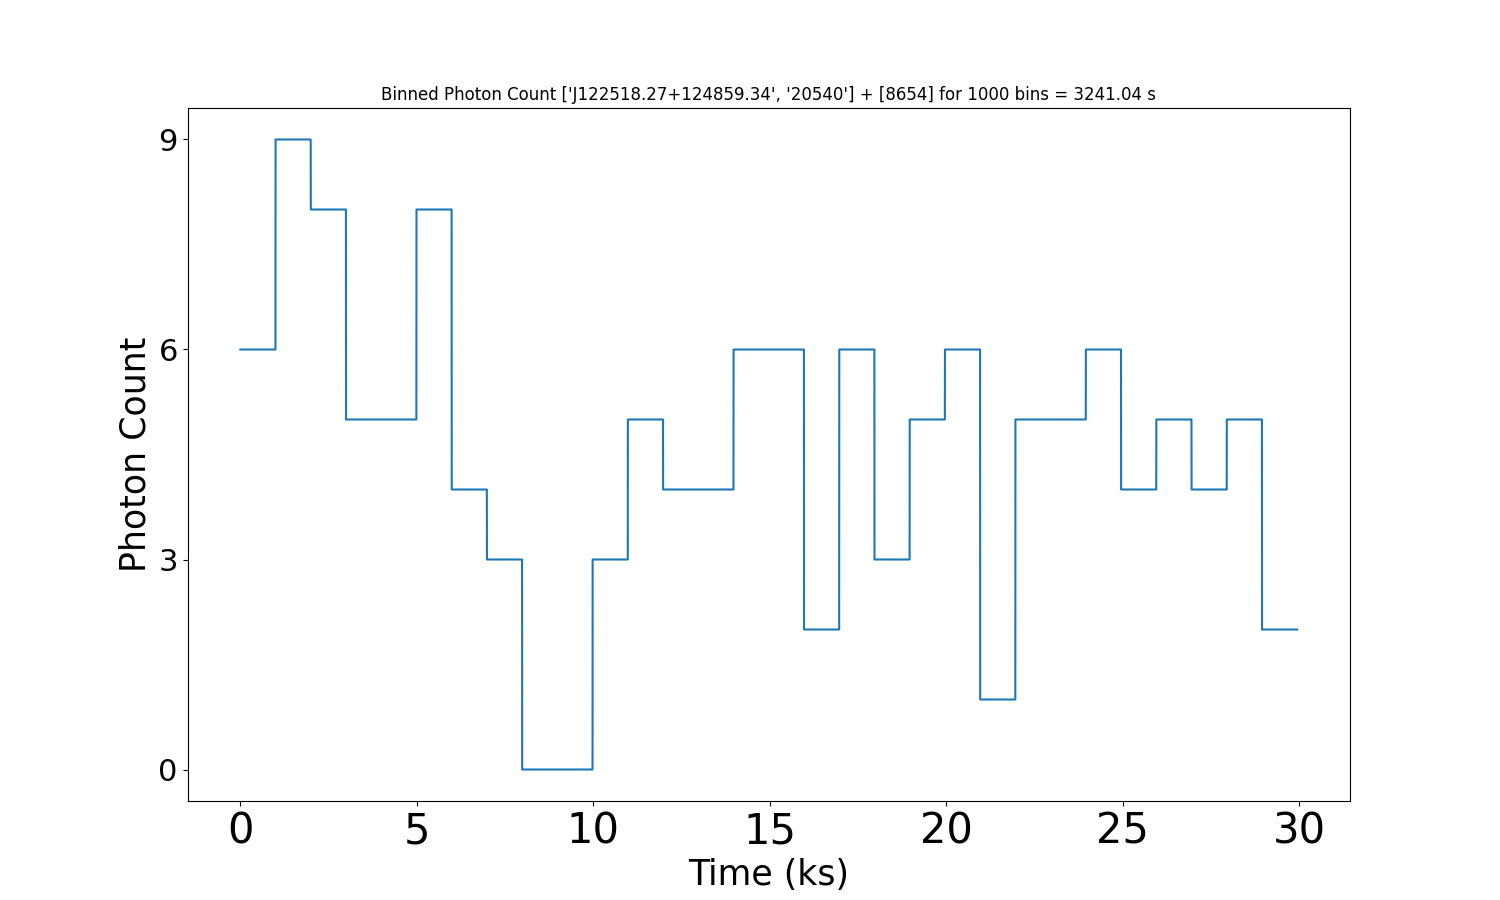 Binned Photon Count ['J122518.27+124859.34', '20540'] + [8654] for 1000 bins = 3241.04 s
9
6
3
0
Photon Count
0 5 10 15 20 25 30
Time (ks)